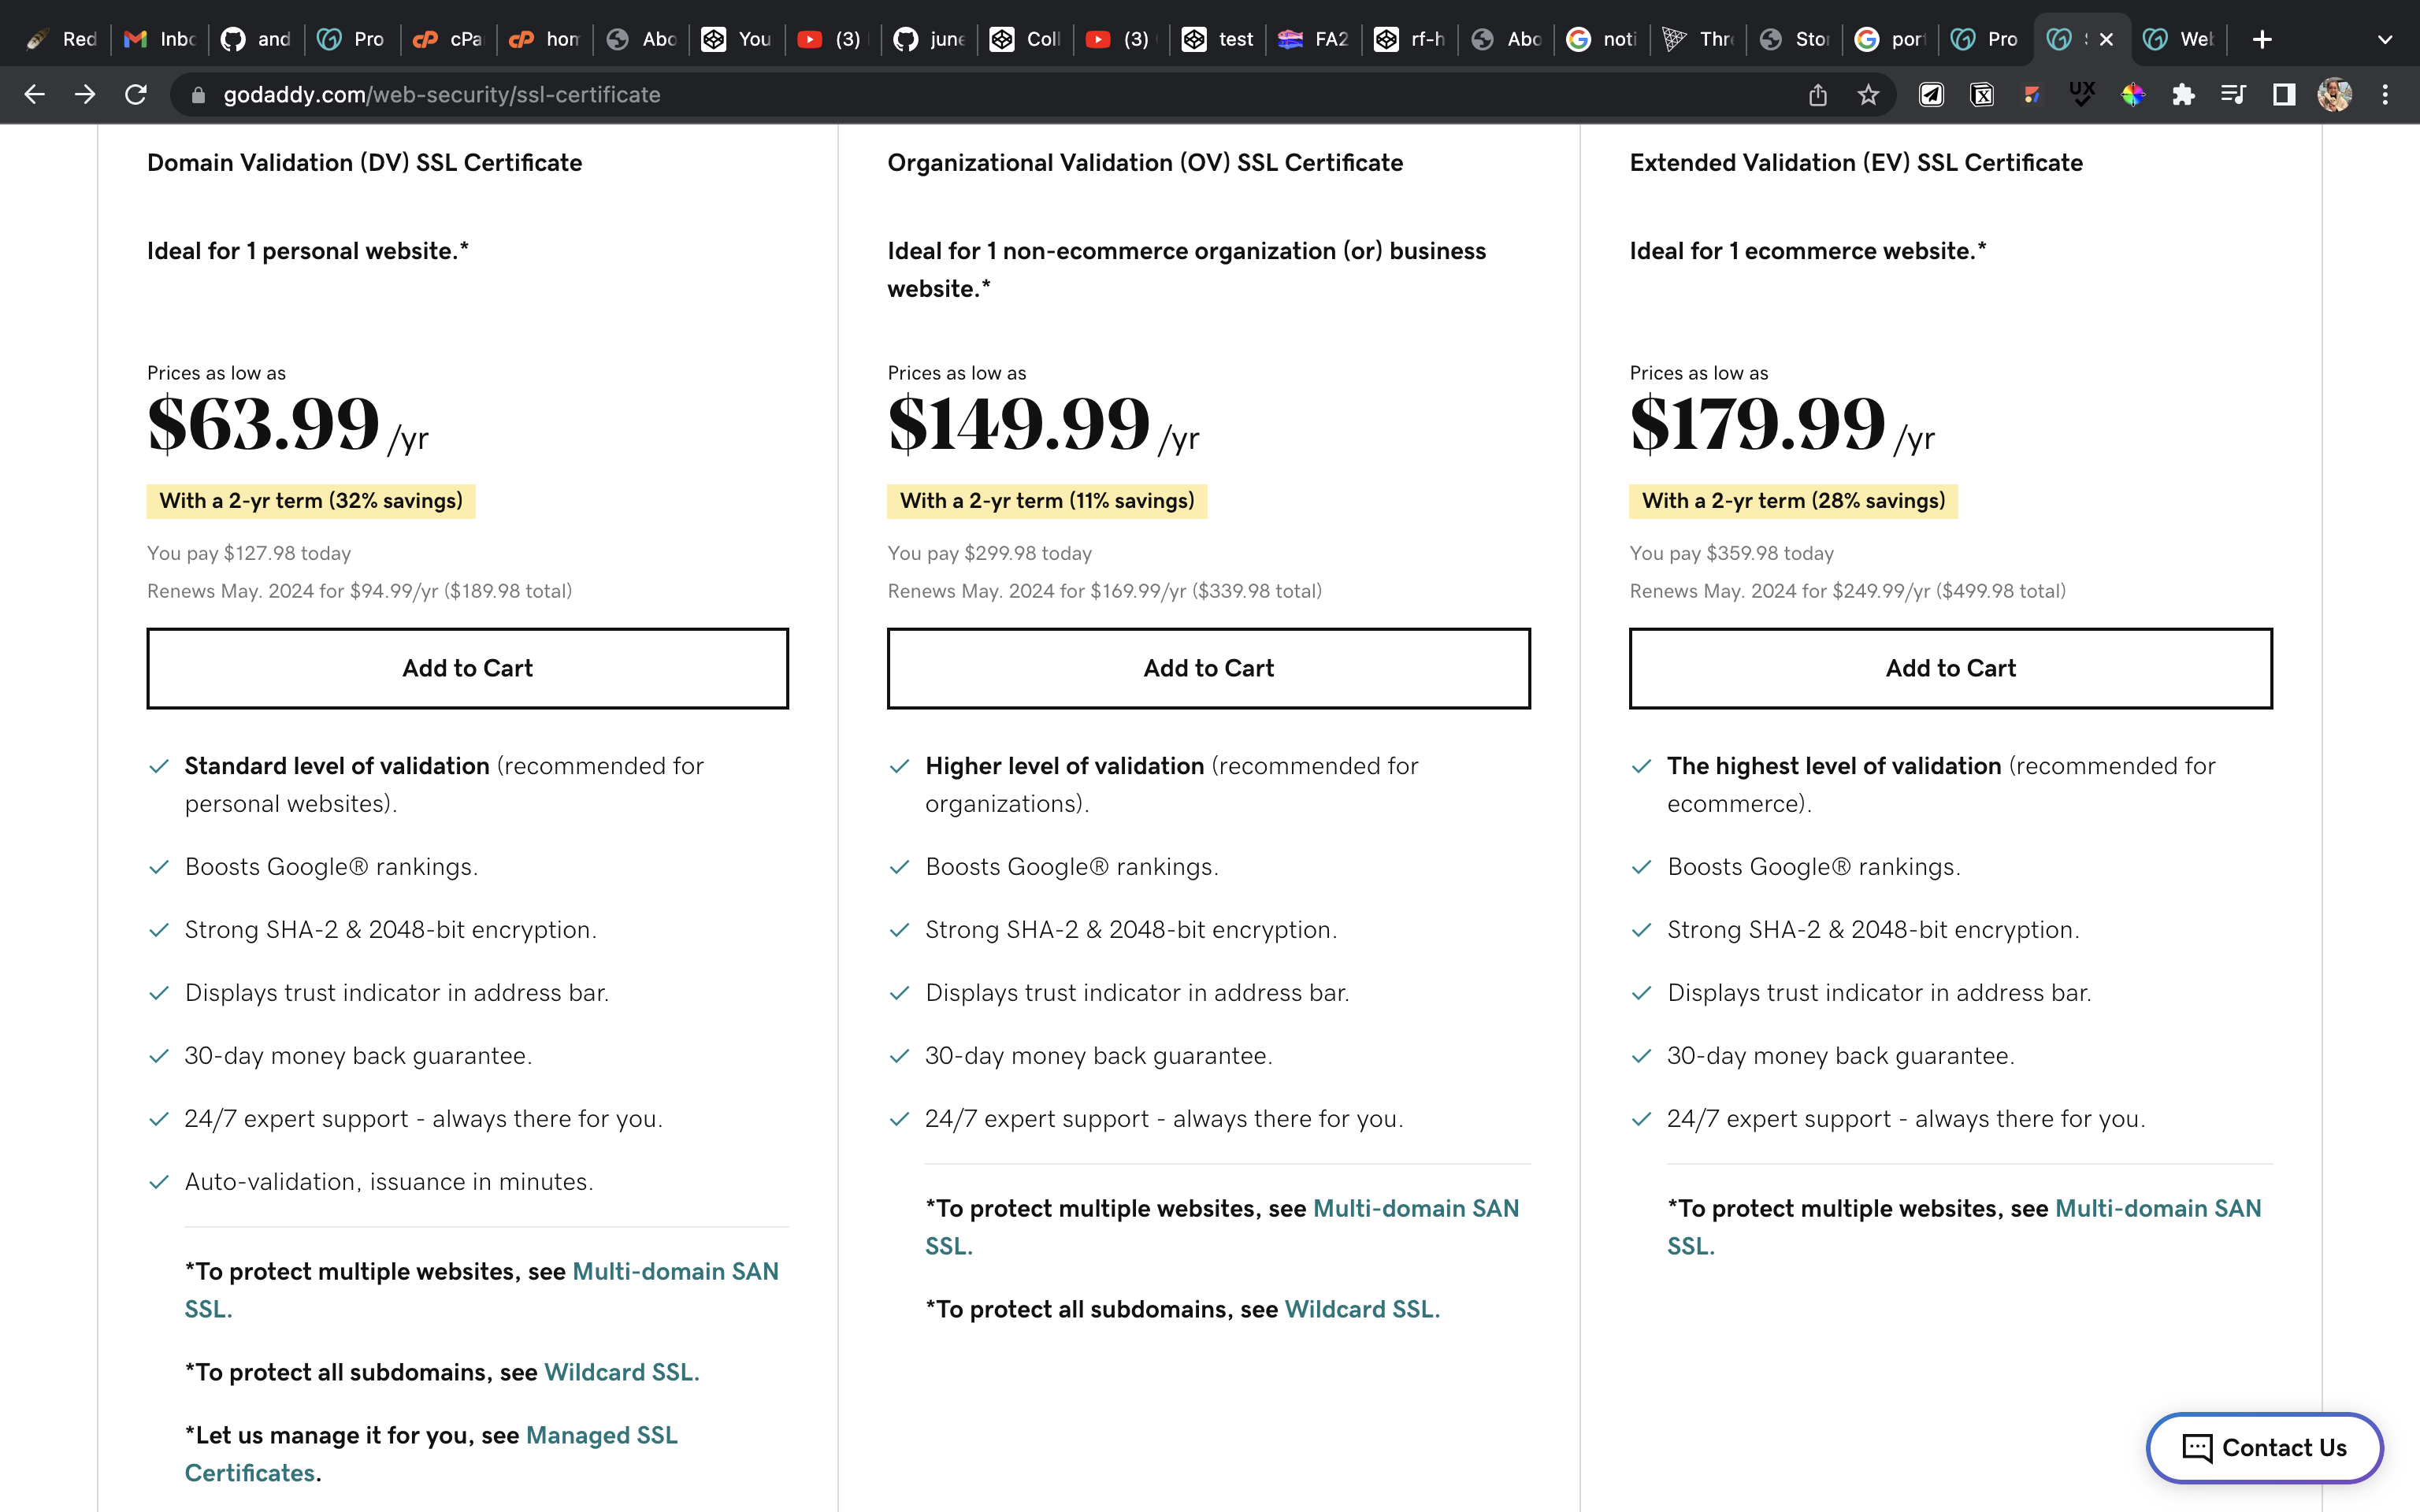 Red
Inbo
and
Pro
cPa
hom
Abo
You
(3)
june
Coll
(3)
test
FA2
rf-h
Abo
noti
Thre
Stor
port
Pro
Web
godaddy.com/web-security/ssl-certificate
UX
Domain Validation (DV) SSL Certificate
Ideal for 1 personal website.*
Prices as low as
$63.99 /yr
With a 2-yr term (32% savings)
You pay $127.98 today
Renews May. 2024 for $94.99/yr ($189.98 total)
Add to Cart
Standard level of validation (recommended for
personal websites).
Boosts Google® rankings.
Strong SHA-2 & 2048-bit encryption.
Displays trust indicator in address bar.
30-day money back guarantee.
24/7 expert support - always there for you.
Auto-validation, issuance in minutes.
*To protect multiple websites, see Multi-domain SAN
SSL.
*To protect all subdomains, see Wildcard SSL.
*Let us manage it for you, see Managed SSL
Certificates.
Organizational Validation (OV) SSL Certificate
Ideal for 1 non-ecommerce organization (or) business
website.*
Prices as low as
$149.99 /yr
With a 2-yr term (11% savings)
You pay $299.98 today
Renews May. 2024 for $169.99/yr ($339.98 total)
Add to Cart
Higher level of validation (recommended for
organizations).
Boosts Google® rankings.
Strong SHA-2 & 2048-bit encryption.
Displays trust indicator in address bar.
30-day money back guarantee.
24/7 expert support - always there for you.
*To protect multiple websites, see Multi-domain SAN
SSL.
*To protect all subdomains, see Wildcard SSL.
Extended Validation (EV) SSL Certificate
Ideal for 1 ecommerce website.*
Prices as low as
$179.99 /yr
With a 2-yr term (28% savings)
You pay $359.98 today
Renews May. 2024 for $249.99/yr ($499.98 total)
Add to Cart
The highest level of validation (recommended for
ecommerce).
Boosts Google® rankings.
Strong SHA-2 & 2048-bit encryption.
Displays trust indicator in address bar.
30-day money back guarantee.
24/7 expert support - always there for you.
*To protect multiple websites, see Multi-domain SAN
SSL.
Contact Us